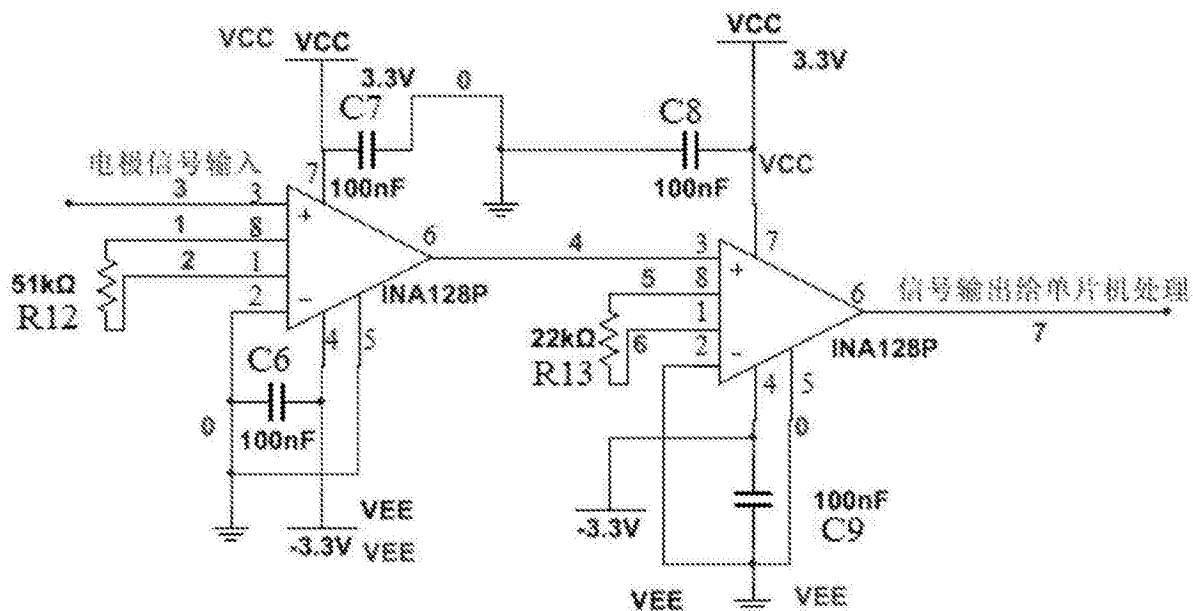 VCC VCC
VCC
3.3V
0
3.3V
C7
C8
电极信号输入
7
100nF
100nF
VCC
3
3
+
1
8
2
1
51kΩ
R12
2
−
6
INA128P
4
5
4
C6
100nF
0
VEE
-3.3V
VEE
3
7
+
5
8
1
22kΩ
R13
6
2
−
6
信号输出给单片机处理
7
INA128P
4
5
0
-3.3V
100nF
C9
VEE
VEE